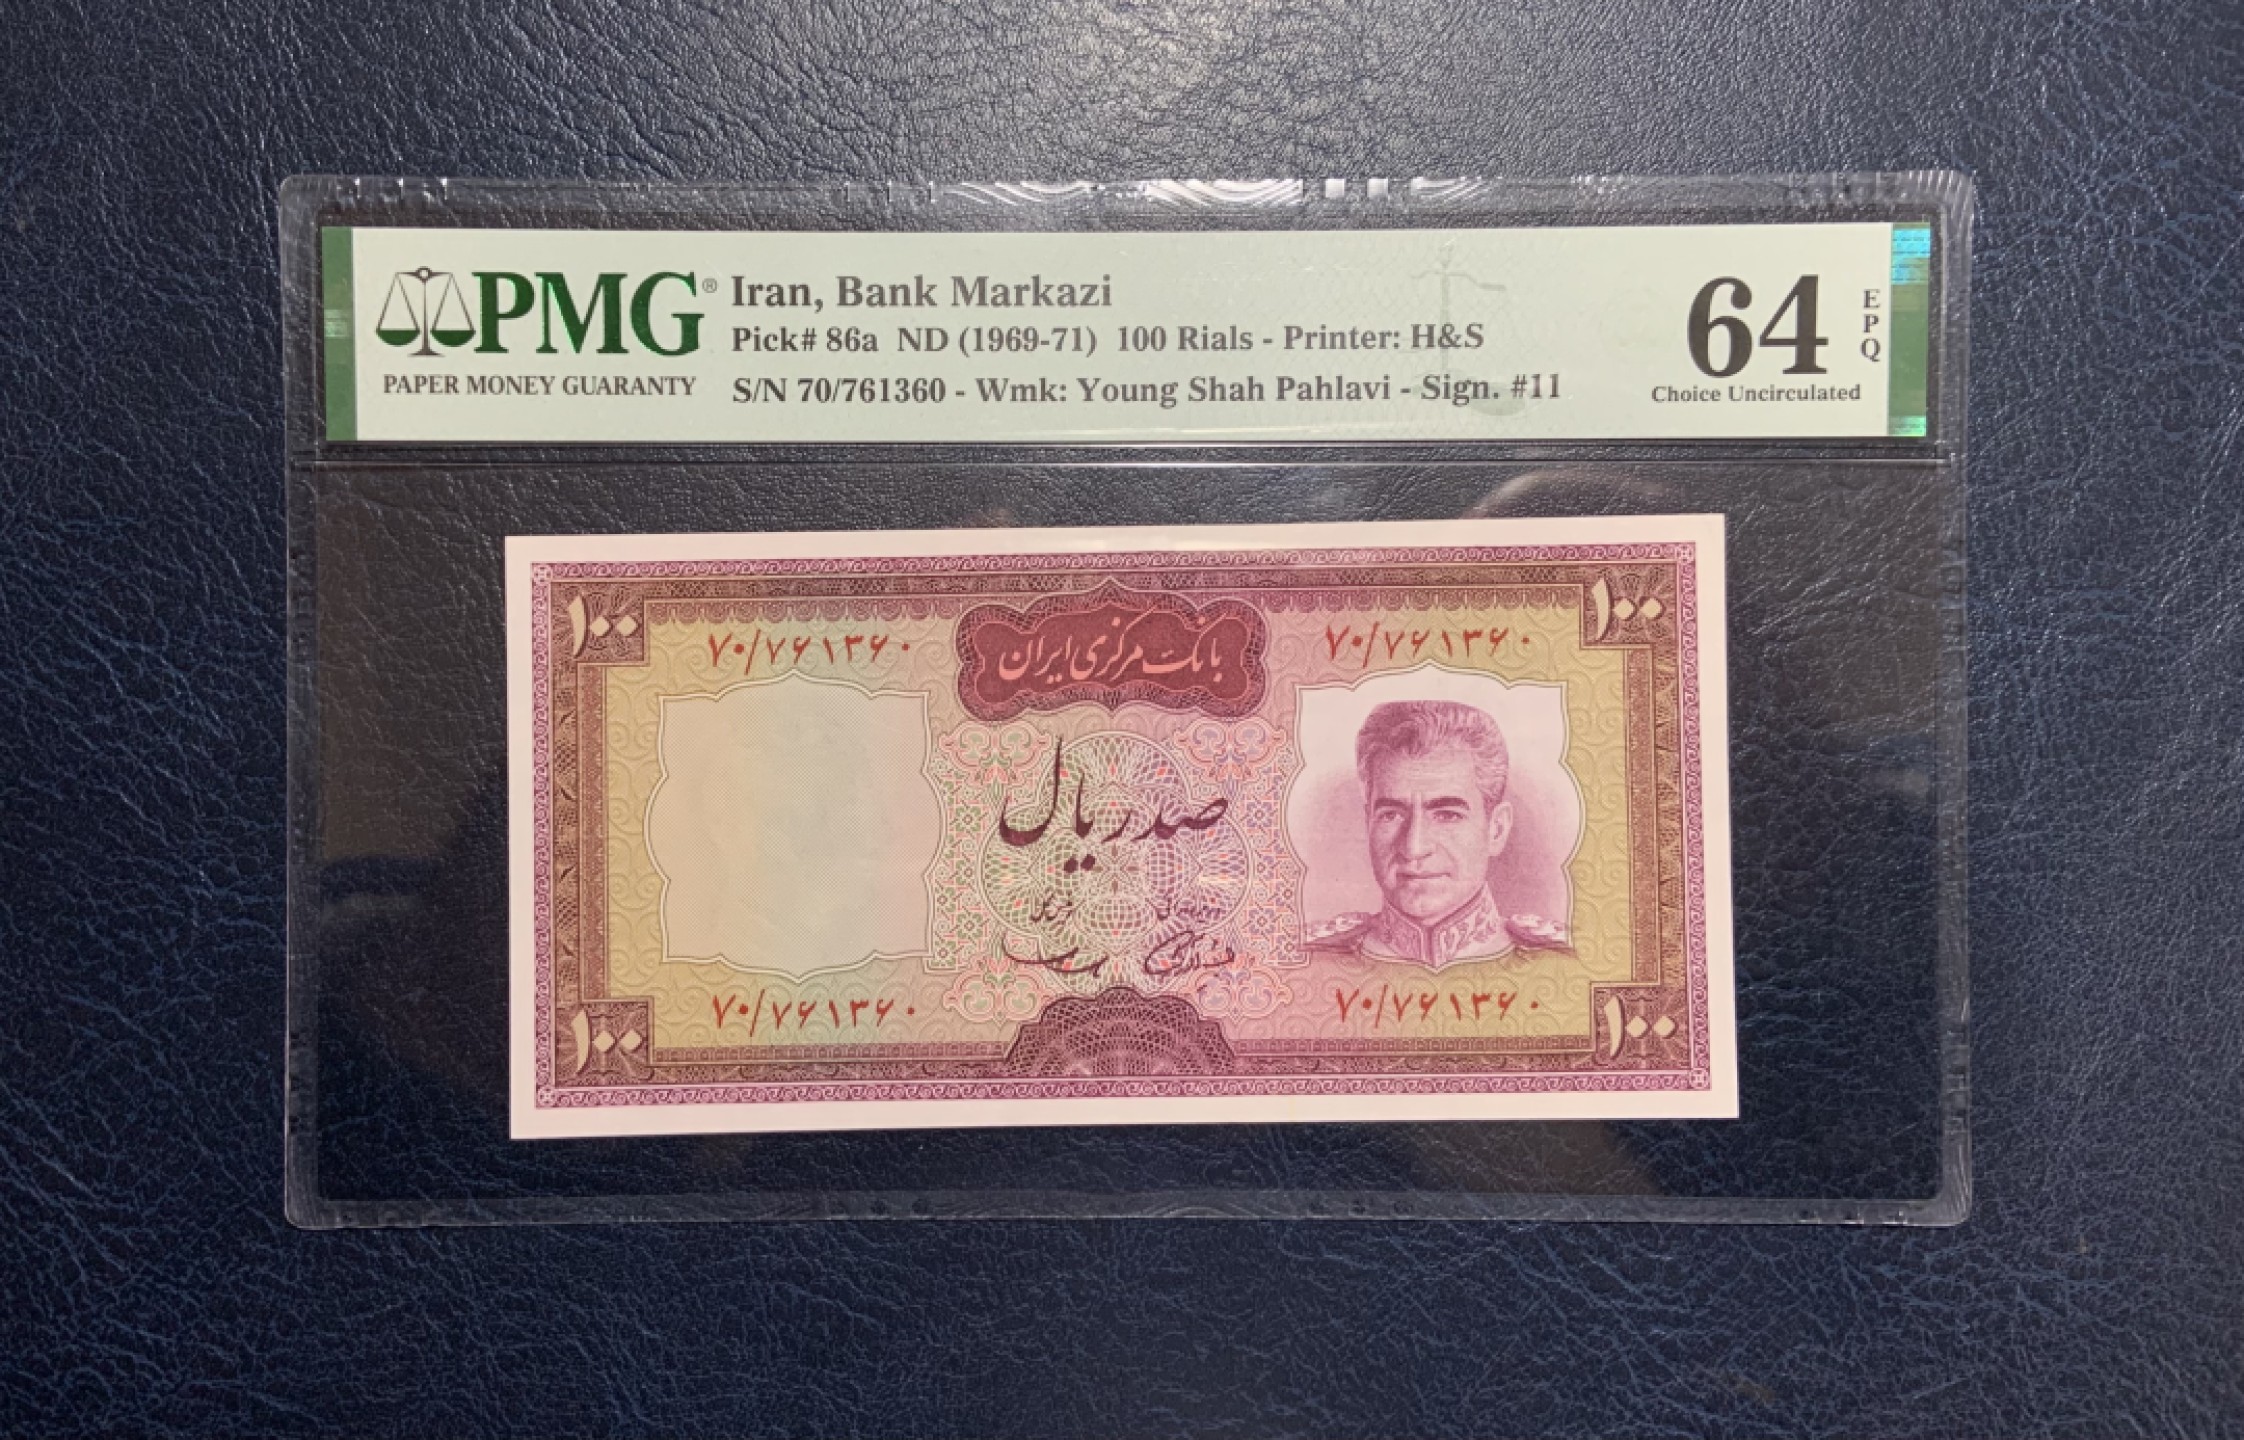 PMG®
PAPER MONEY GUARANTY
Iran, Bank Markazi
Pick# 86a ND (1969-71) 100 Rials - Printer: H&S
S/N 70/761360 - Wmk: Young Shah Pahlavi - Sign. #11
64
EPQ
Choice Uncirculated
۱۰۰
۱۰۰
۷۰/۷۶۱۳۶۰
بانک مرکزی ایران
۷۰/۷۶۱۳۶۰
صد ریال
۷۰/۷۶۱۳۶۰
۷۰/۷۶۱۳۶۰
۱۰۰
۱۰۰